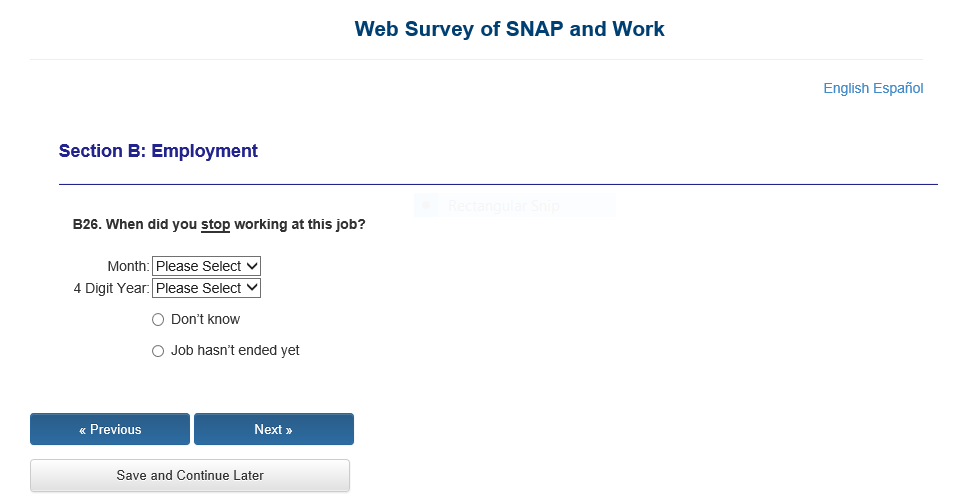 Web Survey of SNAP and Work
English Español
Section B: Employment
Rectangular Snip
B26. When did you stop working at this job?
Month: Please Select
4 Digit Year: Please Select
Don't know
Job hasn't ended yet
« Previous Next »
Save and Continue Later